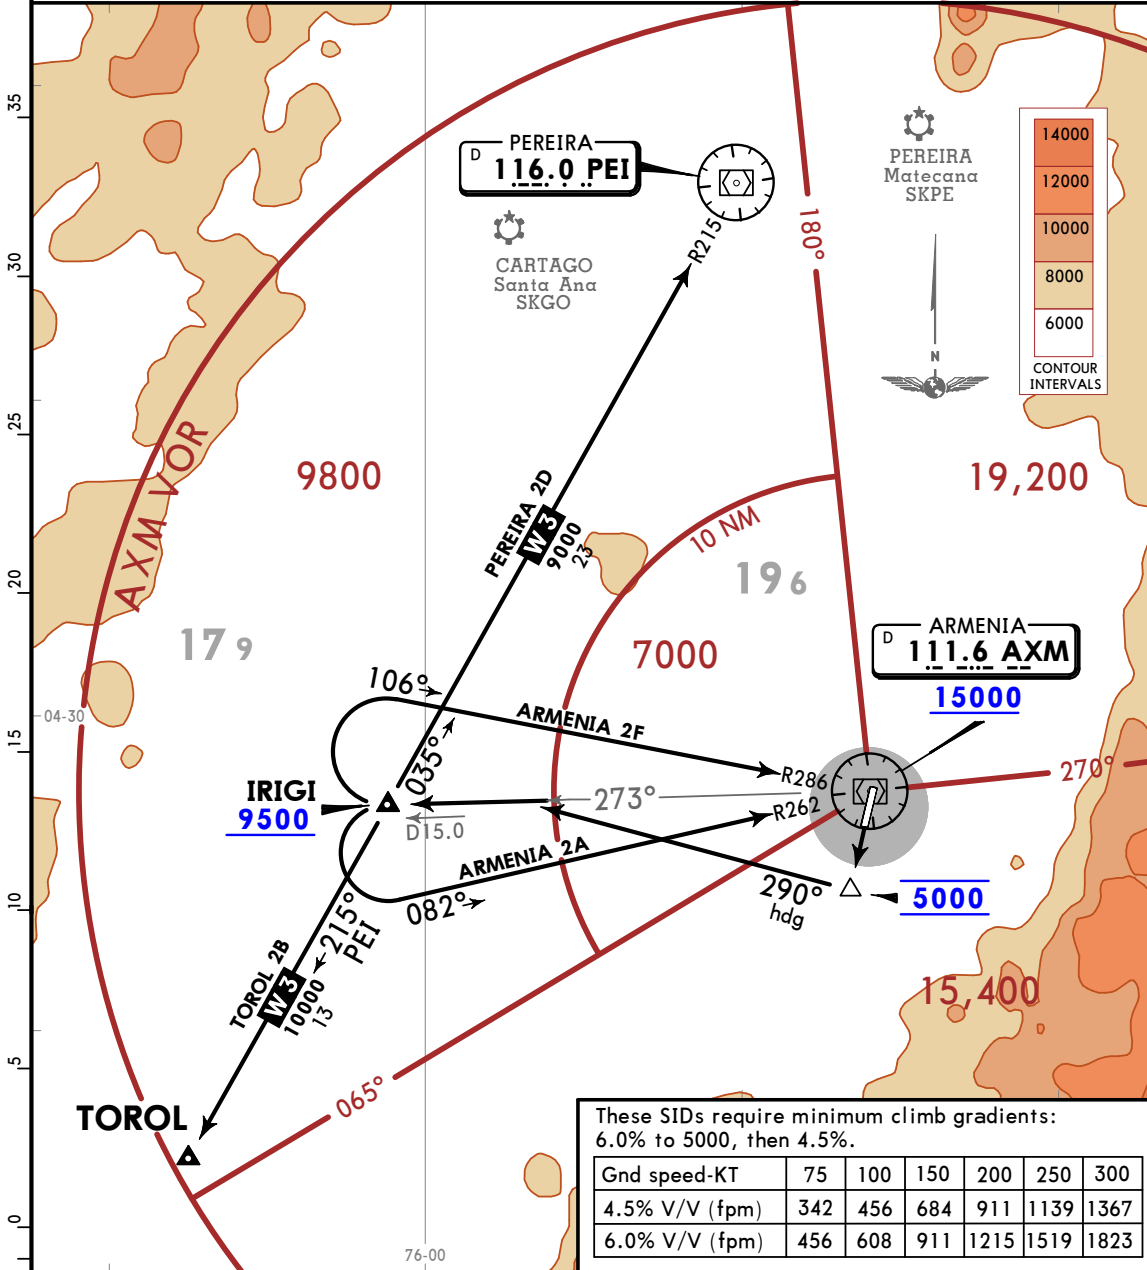 35
30
25
20
15
10
5
0
PEREIRA
D 116.0 PEI
CARTAGO
Santa Ana
SKGO
PEREIRA
Matecana
SKPE
14000
12000
10000
8000
6000
CONTOUR
INTERVALS
N
R215
180°
AXM VOR
9800
19,200
PEREIRA 2D
W3
9000
23
10 NM
196
179
7000
ARMENIA
D 111.6 AXM
15000
04-30
106°
ARMENIA 2F
035°
R286
270°
IRIGI
9500
273°
R262
D15.0
ARMENIA 2A
082°
290°
hdg
5000
215°
PEI
TOROL 2B
W3
10000
13
15,400
065°
TOROL
76-00
These SIDs require minimum climb gradients:
6.0% to 5000, then 4.5%.
Gnd speed-KT 75 100 150 200 250 300
4.5% V/V (fpm) 342 456 684 911 1139 1367
6.0% V/V (fpm) 456 608 911 1215 1519 1823